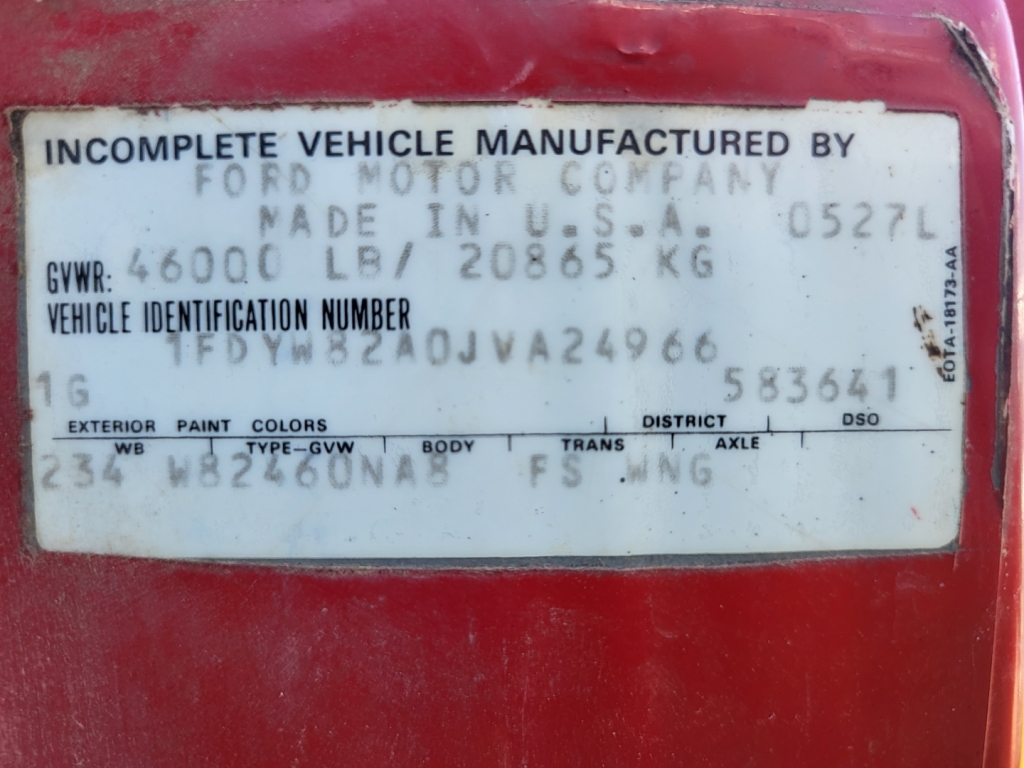 INCOMPLETE VEHICLE MANUFACTURED BY
FORD MOTOR COMPANY
MADE IN U.S.A. 0527L
GVWR: 46000 LB/ 20865 KG
VEHICLE IDENTIFICATION NUMBER
1FDYW82A0JVA24966
EOTA-18173-AA
1G 583641
EXTERIOR PAINT COLORS DISTRICT DSO
WB TYPE-GVW BODY TRANS AXLE
234 W82460NA8 FS WNG